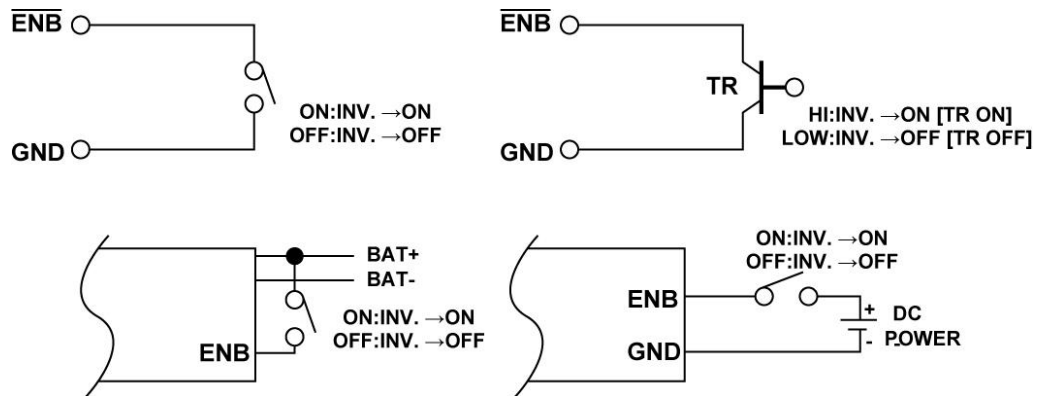 ENB
ON:INV. →ON
OFF:INV. →OFF
GND
ENB
TR
HI:INV. →ON [TR ON]
LOW:INV. →OFF [TR OFF]
GND
BAT+
BAT-
ON:INV. →ON
OFF:INV. →OFF
ENB
ON:INV. →ON
OFF:INV. →OFF
ENB
+ DC
- POWER
GND